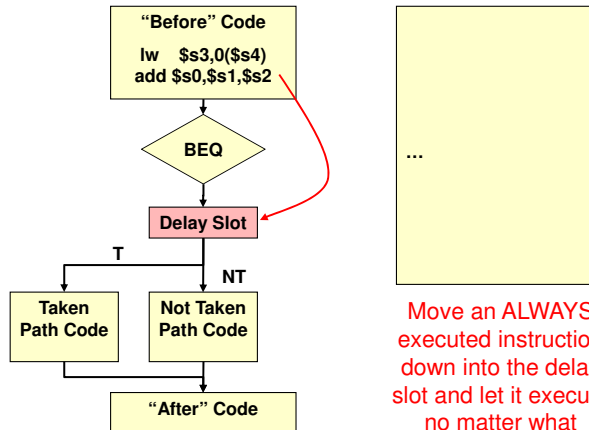 “Before” Code
lw $s3,0($s4)
add $s0,$s1,$s2
BEQ
Delay Slot
T
NT
Taken
Path Code
Not Taken
Path Code
“After” Code
...
Move an ALWAYS
executed instruction
down into the delay
slot and let it execu
no matter what